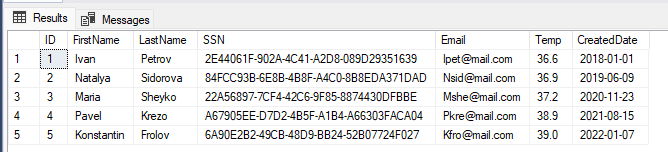 Results Messages
ID FirstName LastName SSN Email Temp CreatedDate
1 1 Ivan Petrov 2E44061F-902A-4C41-A2D8-089D29351639 Ipet@mail.com 36.6 2018-01-01
2 2 Natalya Sidorova 84FCC93B-6E8B-4B8F-A4C0-8B8EDA371DAD Nsid@mail.com 36.9 2019-06-09
3 3 Maria Sheyko 22A56897-7CF4-42C6-9F85-8874430DFBBE Mshe@mail.com 37.2 2020-11-23
4 4 Pavel Krezo A67905EE-D7D2-4B5F-A1B4-A66303FACA04 Pkre@mail.com 38.9 2021-08-15
5 5 Konstantin Frolov 6A90E2B2-49CB-48D9-BB24-52B07724F027 Kfro@mail.com 39.0 2022-01-07